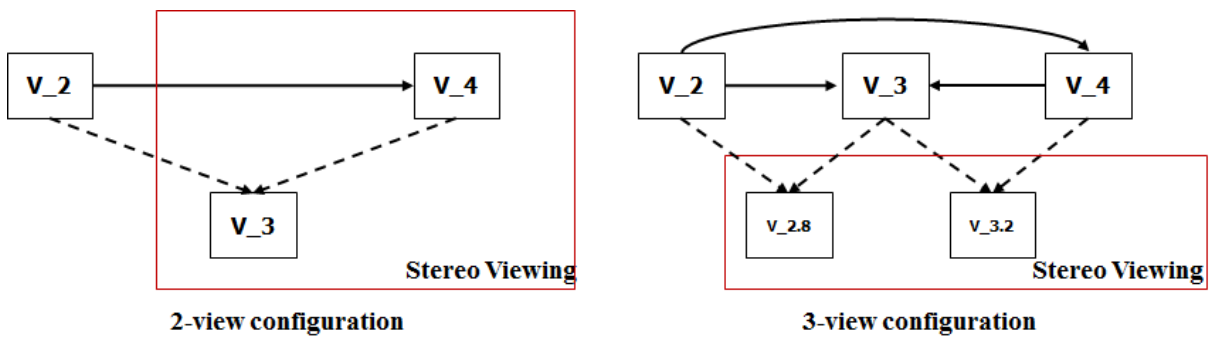 V_2
V_4
V_3
Stereo Viewing
2-view configuration
V_2
V_3
V_4
V_2.8
V_3.2
Stereo Viewing
3-view configuration